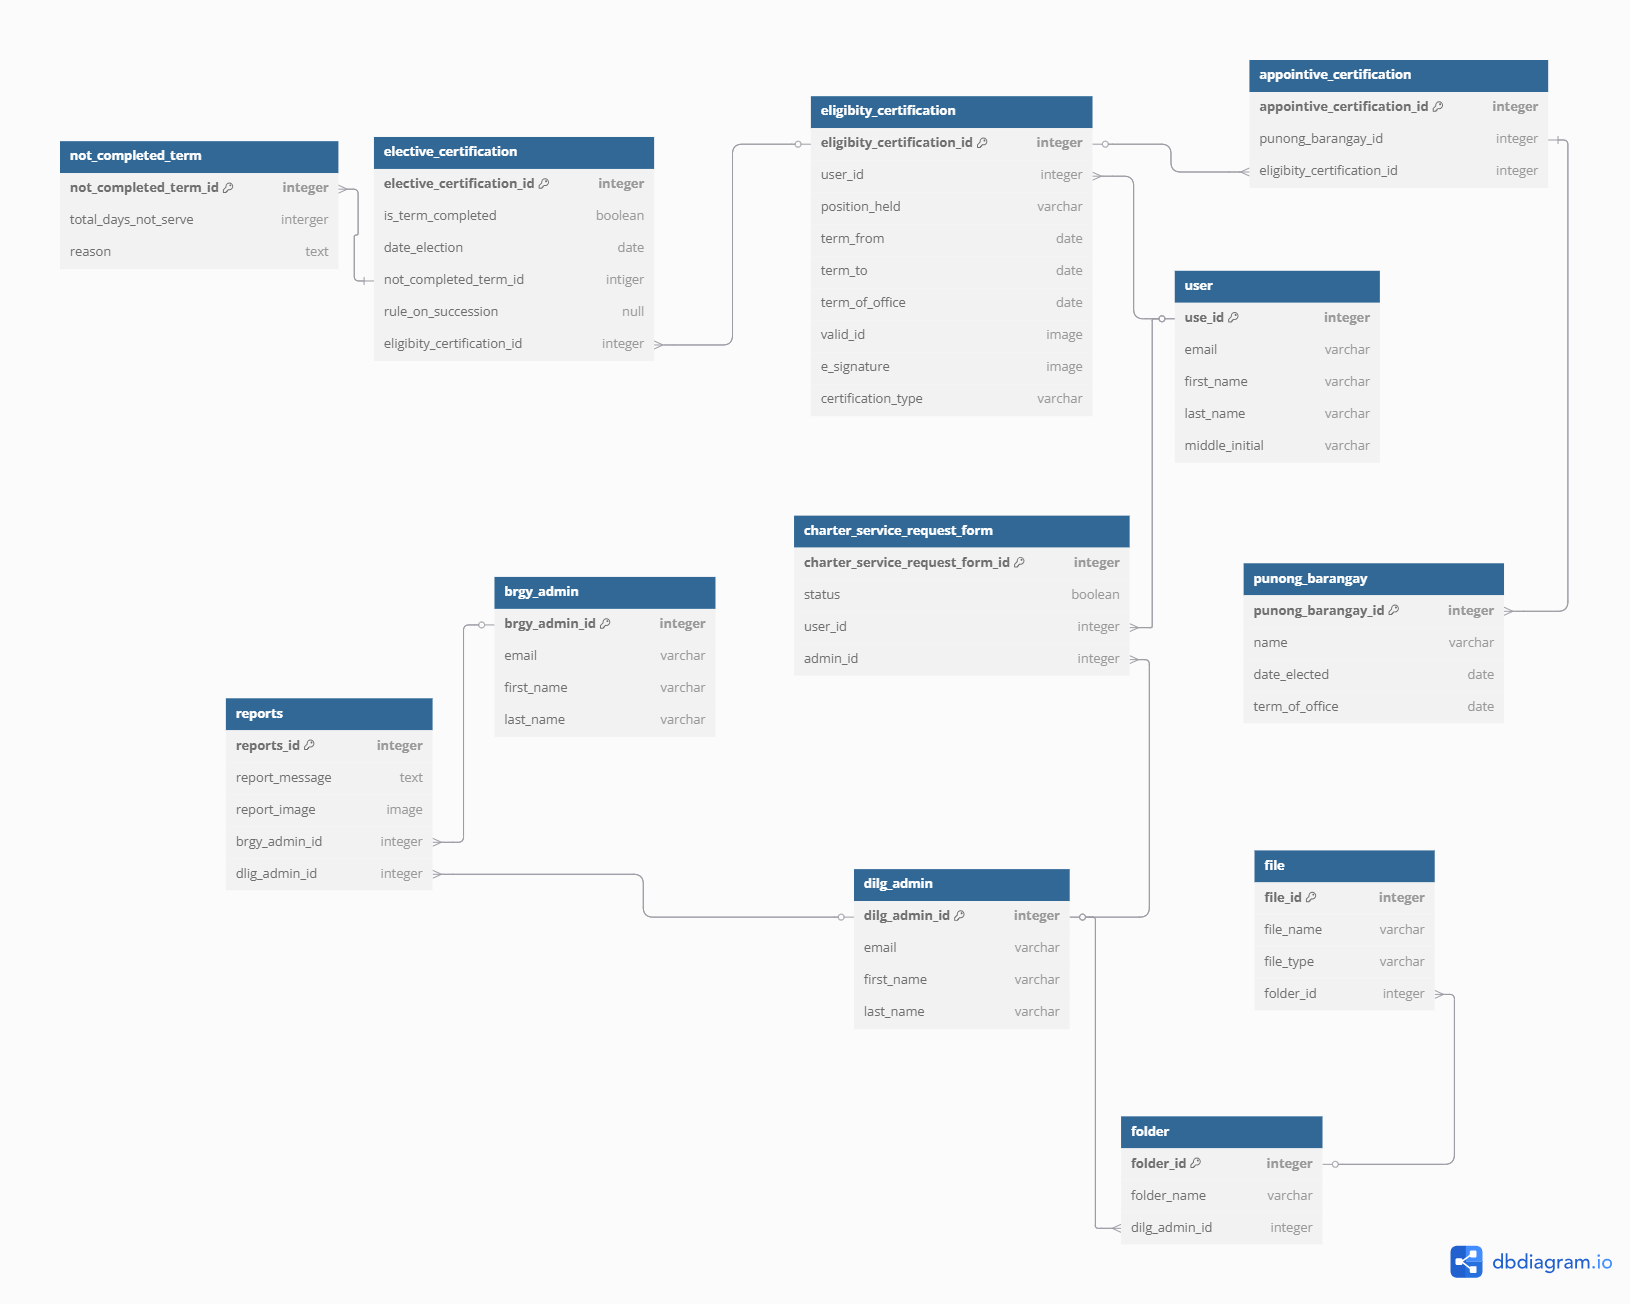 not_completed_term
not_completed_term_id integer
total_days_not_serve interger
reason text
elective_certification
elective_certification_id integer
is_term_completed boolean
date_election date
not_completed_term_id intiger
rule_on_succession null
eligibity_certification_id integer
eligibity_certification
eligibity_certification_id integer
user_id integer
position_held varchar
term_from date
term_to date
term_of_office date
valid_id image
e_signature image
certification_type varchar
appointive_certification
appointive_certification_id integer
punong_barangay_id integer
eligibity_certification_id integer
user
use_id integer
email varchar
first_name varchar
last_name varchar
middle_initial varchar
charter_service_request_form
charter_service_request_form_id integer
status boolean
user_id integer
admin_id integer
punong_barangay
punong_barangay_id integer
name varchar
date_elected date
term_of_office date
brgy_admin
brgy_admin_id integer
email varchar
first_name varchar
last_name varchar
reports
reports_id integer
report_message text
report_image image
brgy_admin_id integer
dlig_admin_id integer
dilg_admin
dilg_admin_id integer
email varchar
first_name varchar
last_name varchar
file
file_id integer
file_name varchar
file_type varchar
folder_id integer
folder
folder_id integer
folder_name varchar
dilg_admin_id integer
dbdiagram.io